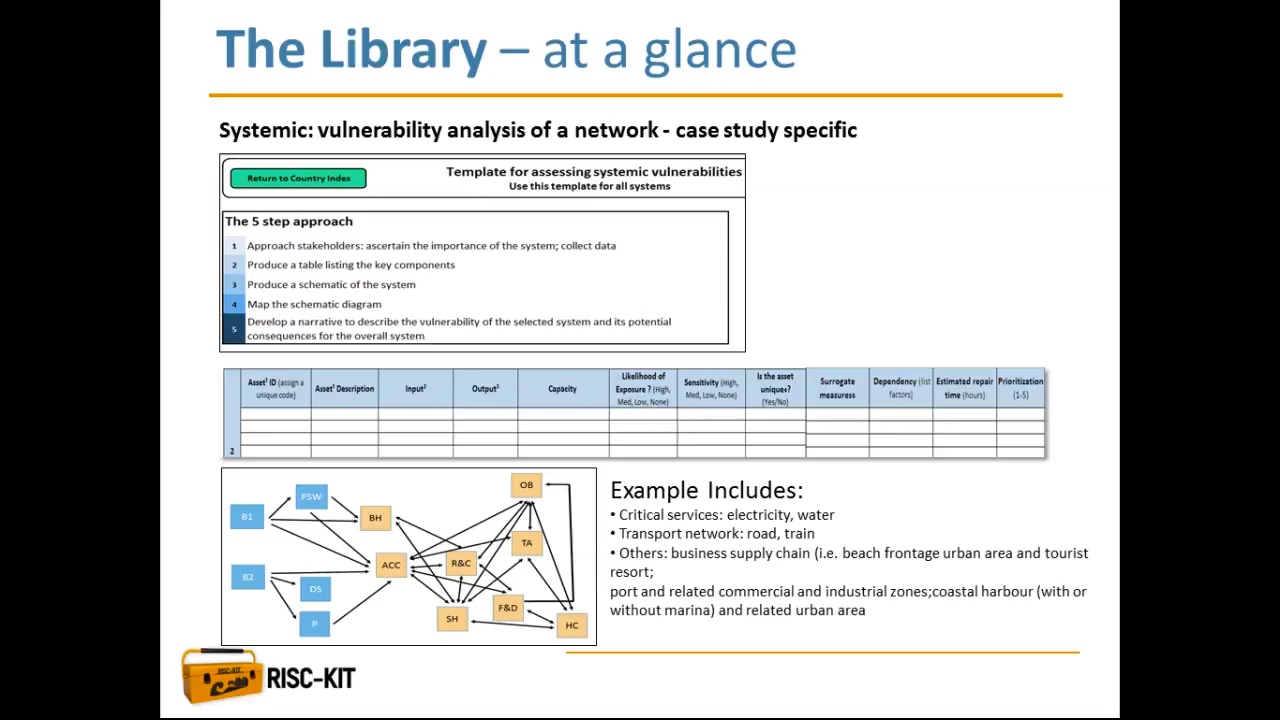 The Library – at a glance
Systemic: vulnerability analysis of a network - case study specific
Return to Country Index
Template for assessing systemic vulnerabilities
Use this template for all systems
The 5 step approach
1 Approach stakeholders: ascertain the importance of the system; collect data
2 Produce a table listing the key components
3 Produce a schematic of the system
4 Map the schematic diagram
5 Develop a narrative to describe the vulnerability of the selected system and its potential
consequences for the overall system
Asset¹ ID (assign a unique code)
Asset¹ Description
Input²
Output²
Capacity
Likelihood of Exposure ? (High, Med, Low, None)
Sensitivity (High, Med, Low, None)
Is the asset unique⁴? (Yes/No)
Surrogate measures⁵
Dependency (list factors)
Estimated repair time (hours)
Prioritization (1-5)
2
B1
PSW
BH
OB
TA
ACC
R&C
B2
DS
P
SH
F&D
HC
Example Includes:
• Critical services: electricity, water
• Transport network: road, train
• Others: business supply chain (i.e. beach frontage urban area and tourist
resort;
port and related commercial and industrial zones;coastal harbour (with or
without marina) and related urban area
RISC-KIT
RISC-KIT